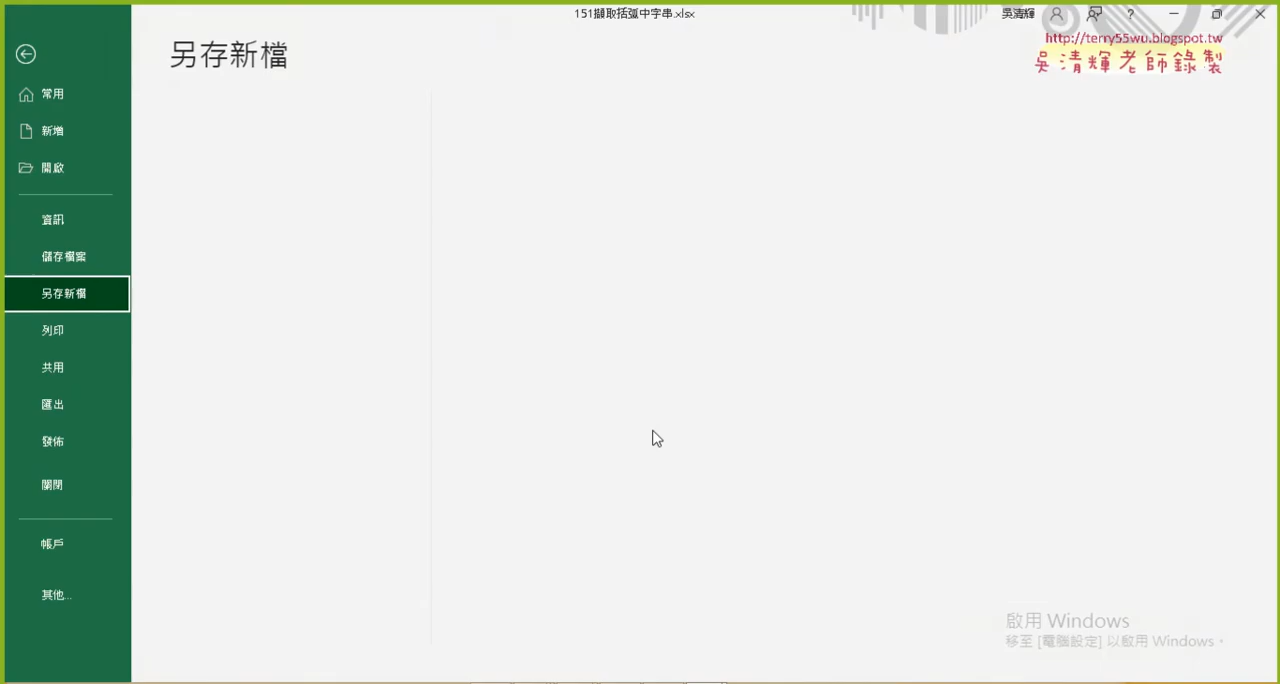 151擷取括弧中字串.xlsx
吳清輝
?
http://terry55wu.blogspot.tw
吳清輝老師錄製
另存新檔
常用
新增
開啟
資訊
儲存檔案
另存新檔
列印
共用
匯出
發佈
關閉
帳戶
其他...
啟用 Windows
移至 [電腦設定] 以啟用 Windows。